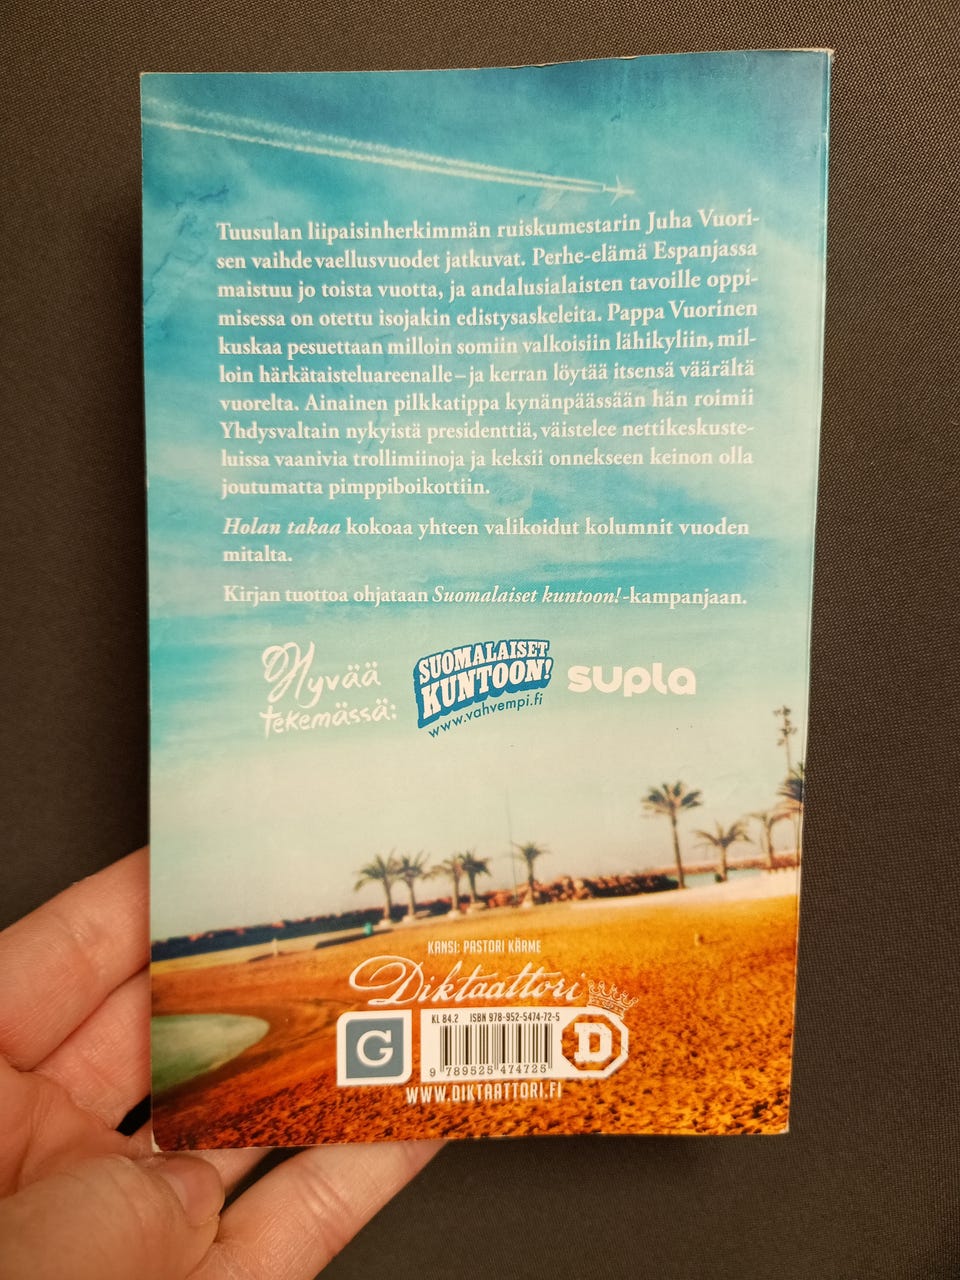 Tuusulan liipaisinherkimmän ruiskumestarin Juha Vuori-
sen vaihde vaellusvuodet jatkuvat. Perhe-elämä Espanjassa
maistuu jo toista vuotta, ja andalusialaisten tavoille oppi-
misessa on otettu isojakin edistysaskeleita. Pappa Vuorinen
kuskaa pesuettaan milloin somiin valkoisiin lähikyliin, mil-
loin härkätaisteluareenalle – ja kerran löytää itsensä väärältä
vuorelta. Ainainen pilkkatippa kynänpäässään hän roimii
Yhdysvaltain nykyistä presidenttiä, väistelee nettikeskuste-
luissa vaanivia trollimiinoja ja keksii onnekseen keinon olla
joutumatta pimppiboikottiin.
Holan takaa kokoaa yhteen valikoidut kolumnit vuoden
mitalta.
Kirjan tuottoa ohjataan Suomalaiset kuntoon! -kampanjaan.
Hyvää
tekemässä:
SUOMALAISET
KUNTOON!
www.vahvempi.fi
supla
KANSI: PASTORI KÄRME
Diktaattori
G
KL 84.2 ISBN 978-952-5474-72-5
9 789525 474725
D
WWW.DIKTAATTORI.FI